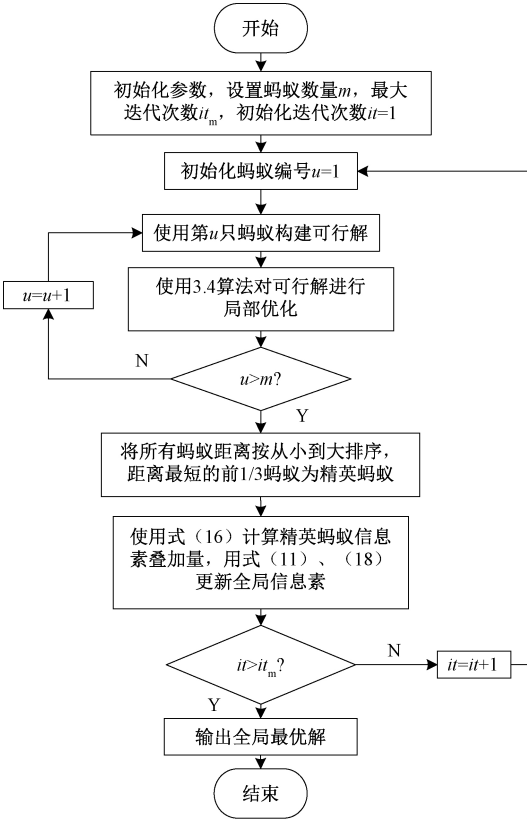 开始
初始化参数，设置蚂蚁数量m，最大
迭代次数itm，初始化迭代次数it=1
初始化蚂蚁编号u=1
使用第u只蚂蚁构建可行解
使用3.4算法对可行解进行
局部优化
u=u+1
N
u>m?
Y
将所有蚂蚁距离按从小到大排序，
距离最短的前1/3蚂蚁为精英蚂蚁
使用式（16）计算精英蚂蚁信息
素叠加量，用式（11）、（18）
更新全局信息素
it>itm?
N
it=it+1
Y
输出全局最优解
结束